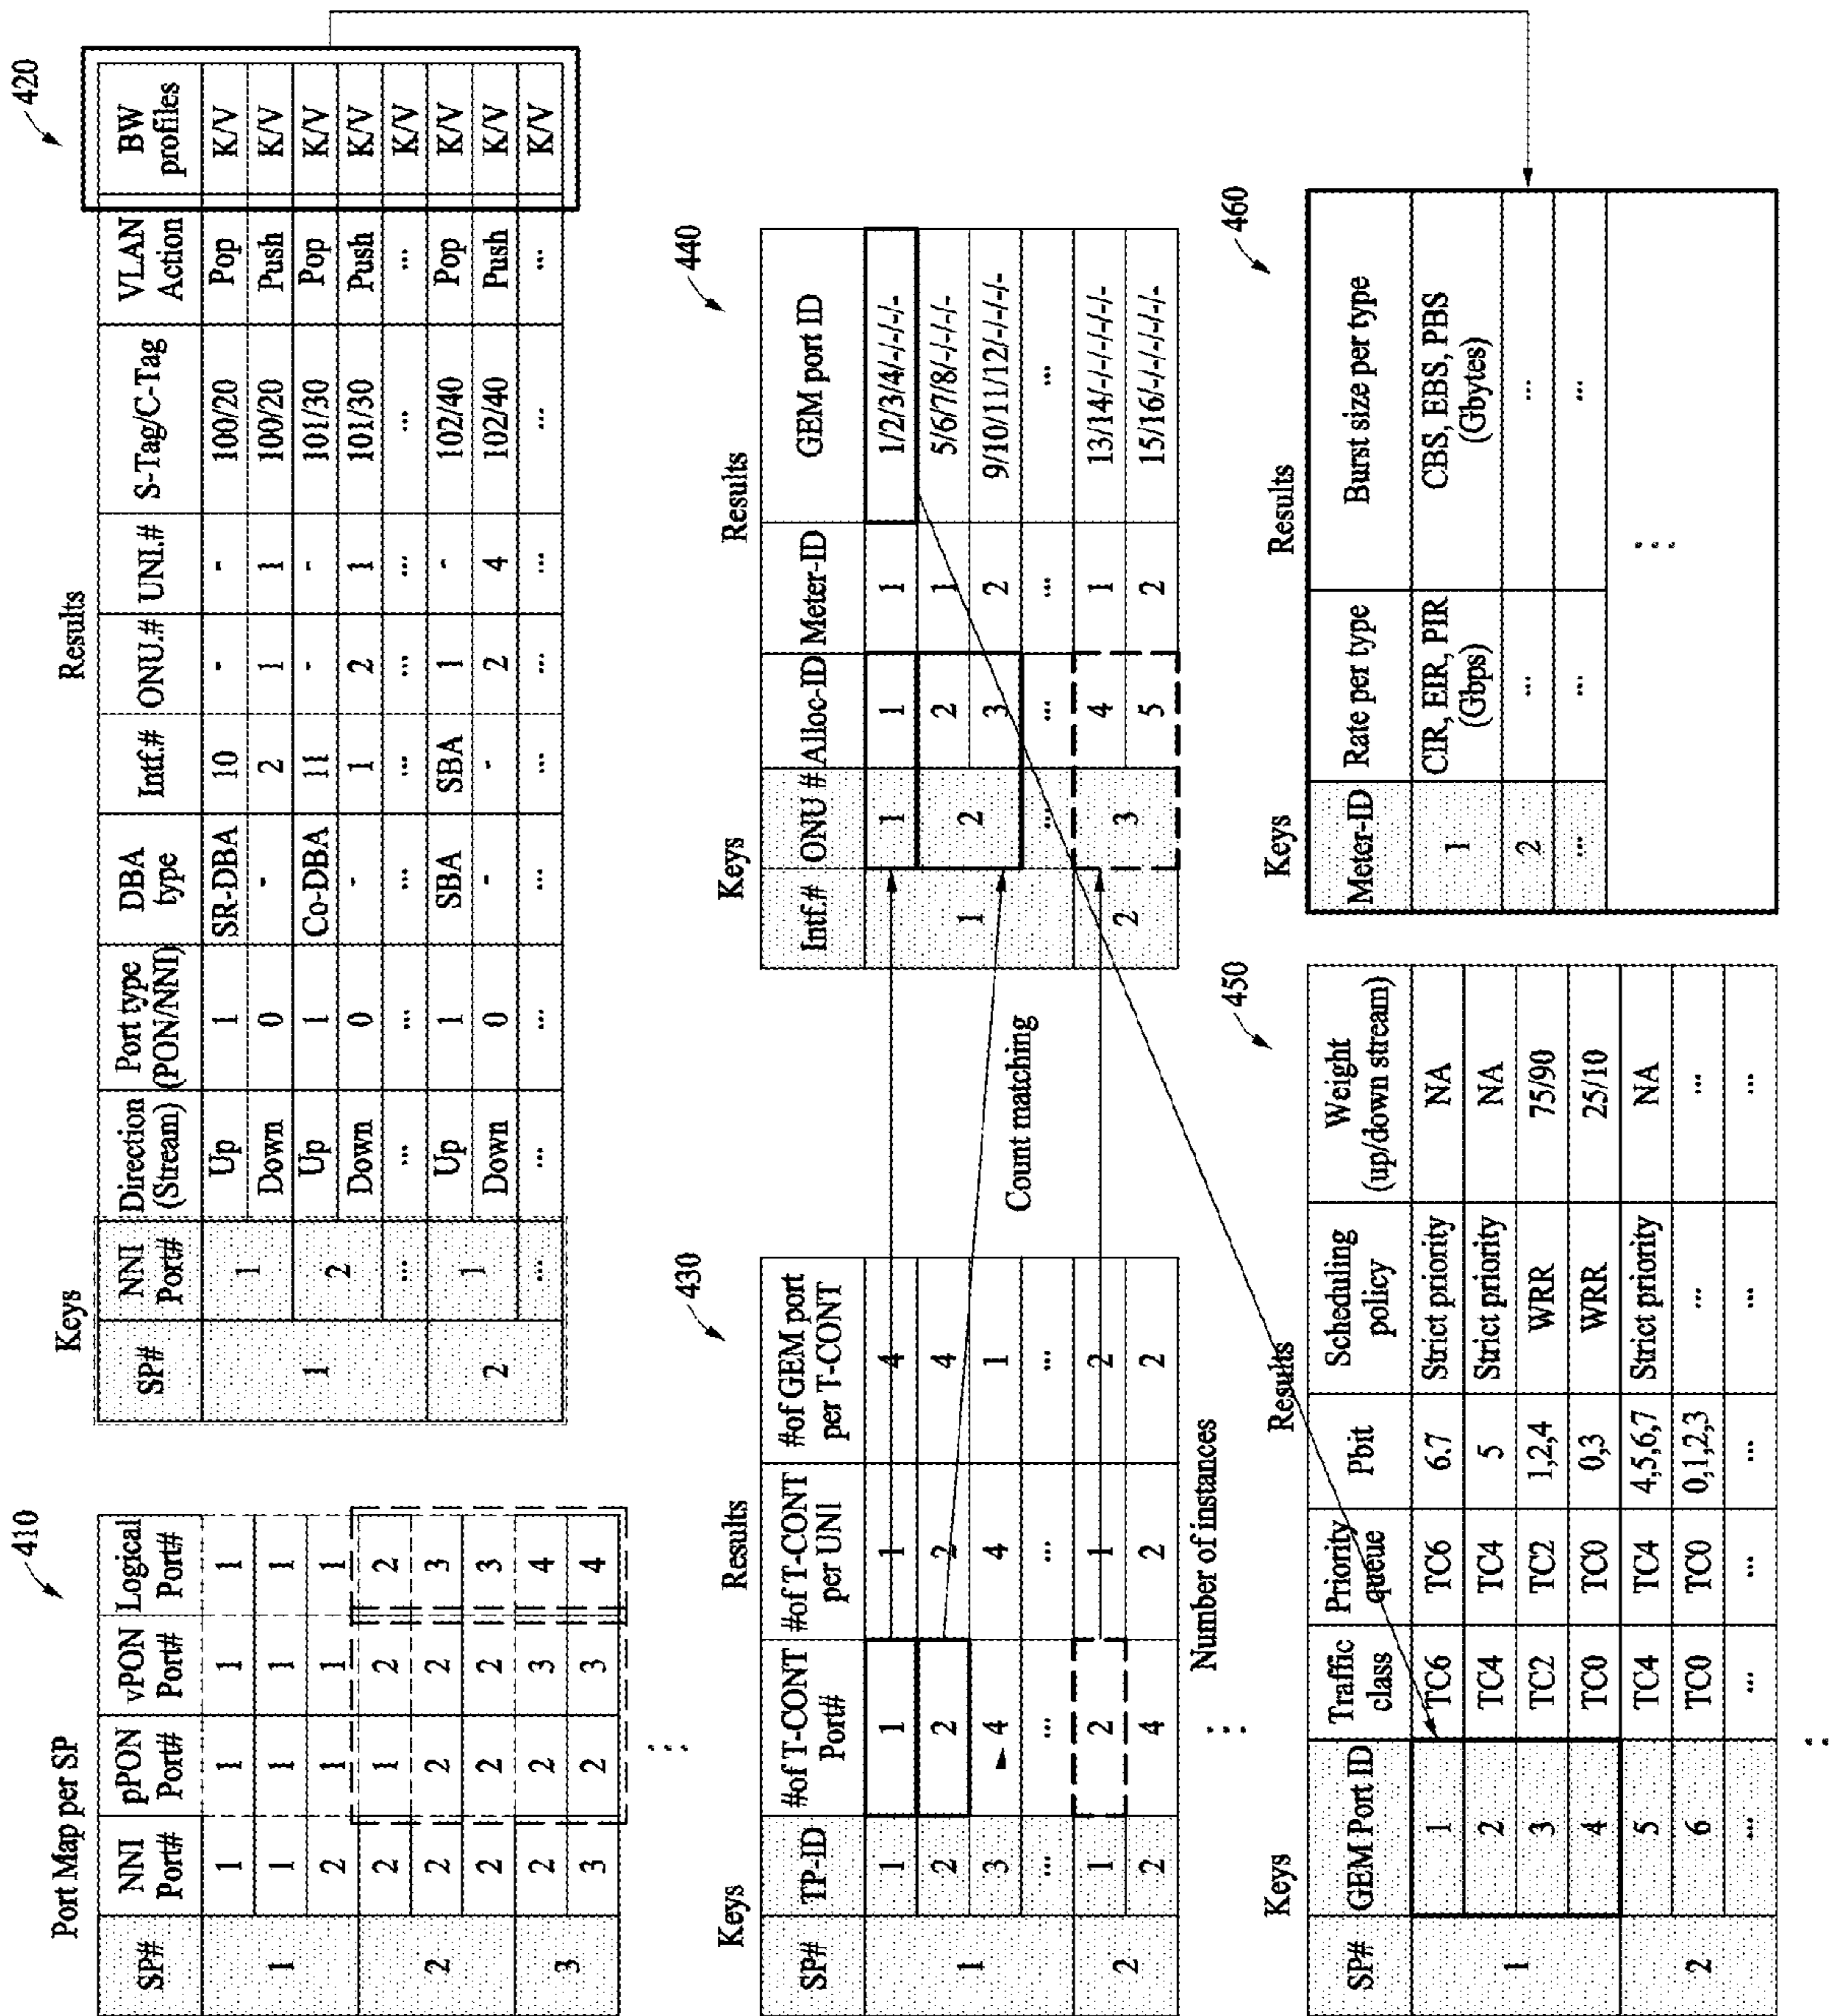 Port Map per SP
410
SP# NNI Port# pPON Port# vPON Port# Logical Port#
1 1 1 1 1
1 1 1 1
2 1 1 1
2 2 1 2 2
2 2 2 3
2 2 2 3
3 2 2 3 4
3 2 3 4
Keys Results
420
SP# NNI Port# Direction (Stream) Port type (PON/NNI) DBA type Intf.# ONU.# UNI.# S-Tag/C-Tag VLAN Action BW profiles
1 1 Up 1 SR-DBA 10 - - 100/20 Pop K/V
Down 0 - 2 1 1 100/20 Push K/V
2 Up 1 Co-DBA 11 - - 101/30 Pop K/V
Down 0 - 1 2 1 101/30 Push K/V
... ... ... ... ... ... ... ... ... K/V
2 1 Up 1 SBA SBA 1 - 102/40 Pop K/V
Down 0 - - 2 4 102/40 Push K/V
... ... ... ... ... ... ... ... ... K/V
Keys Results
430
SP# TP-ID #of T-CONT Port# #of T-CONT per UNI #of GEM port per T-CONT
1 1 1 1 4
2 2 2 4
3 4 4 1
... ... ... ...
2 1 2 1 2
2 4 2 2
Number of instances
Count matching
Keys Results
440
Intf.# ONU # Alloc-ID Meter-ID GEM port ID
1 1 1 1 1/2/3/4/-/-/-/-
2 2 1 5/6/7/8/-/-/-/-
3 2 9/10/11/12/-/-/-/-
... ... ... ...
2 3 4 1 13/14/-/-/-/-/-/-
5 2 15/16/-/-/-/-/-/-
Keys Results
450
SP# GEM Port ID Traffic class Priority queue Pbit Scheduling policy Weight (up/down stream)
1 1 TC6 TC6 6.7 Strict priority NA
2 TC4 TC4 5 Strict priority NA
3 TC2 TC2 1,2,4 WRR 75/90
4 TC0 TC0 0,3 WRR 25/10
2 5 TC4 TC4 4,5,6,7 Strict priority NA
6 TC0 TC0 0,1,2,3 ... ...
... ... ... ... ... ...
Keys Results
460
Meter-ID Rate per type Burst size per type
1 CIR, EIR, PIR (Gbps) CBS, EBS, PBS (Gbytes)
2 ... ...
... ... ...